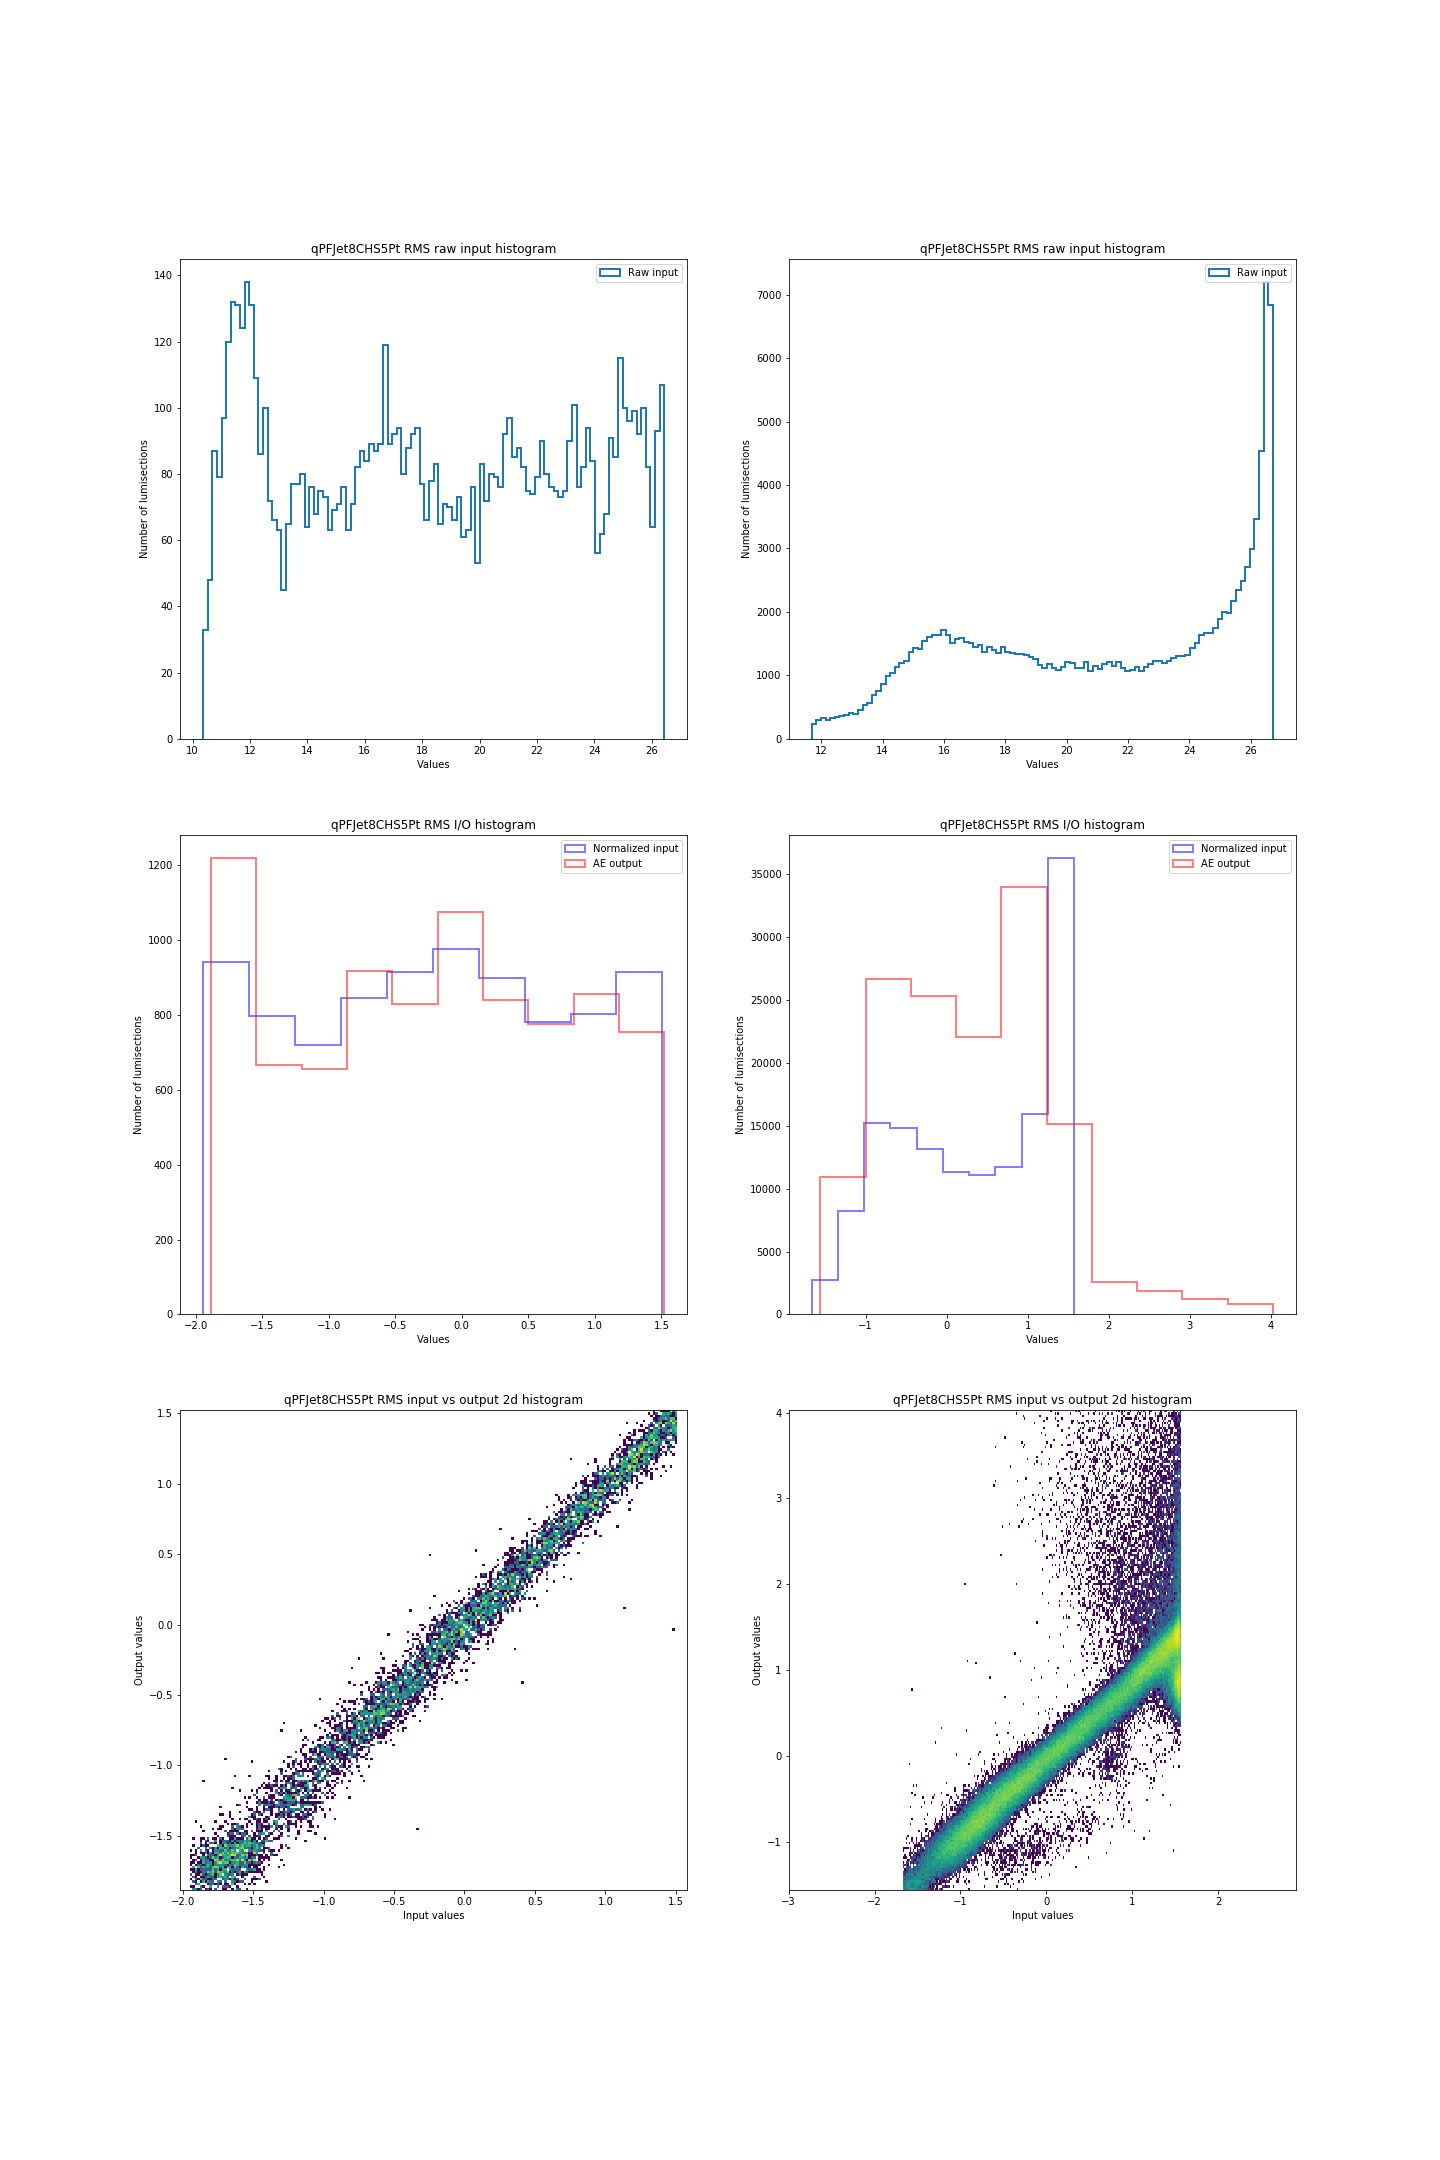 qPFJet8CHS5Pt RMS raw input histogram
Raw input
140
120
100
80
60
40
20
0
Number of lumisections
10 12 14 16 18 20 22 24 26
Values
qPFJet8CHS5Pt RMS raw input histogram
Raw input
7000
6000
5000
4000
3000
2000
1000
0
Number of lumisections
12 14 16 18 20 22 24 26
Values
qPFJet8CHS5Pt RMS I/O histogram
Normalized input
AE output
1200
1000
800
600
400
200
0
Number of lumisections
−2.0 −1.5 −1.0 −0.5 0.0 0.5 1.0 1.5
Values
qPFJet8CHS5Pt RMS I/O histogram
Normalized input
AE output
35000
30000
25000
20000
15000
10000
5000
0
Number of lumisections
−1 0 1 2 3 4
Values
qPFJet8CHS5Pt RMS input vs output 2d histogram
1.5
1.0
0.5
0.0
−0.5
−1.0
−1.5
Output values
−2.0 −1.5 −1.0 −0.5 0.0 0.5 1.0 1.5
Input values
qPFJet8CHS5Pt RMS input vs output 2d histogram
4
3
2
1
0
−1
Output values
−3 −2 −1 0 1 2
Input values